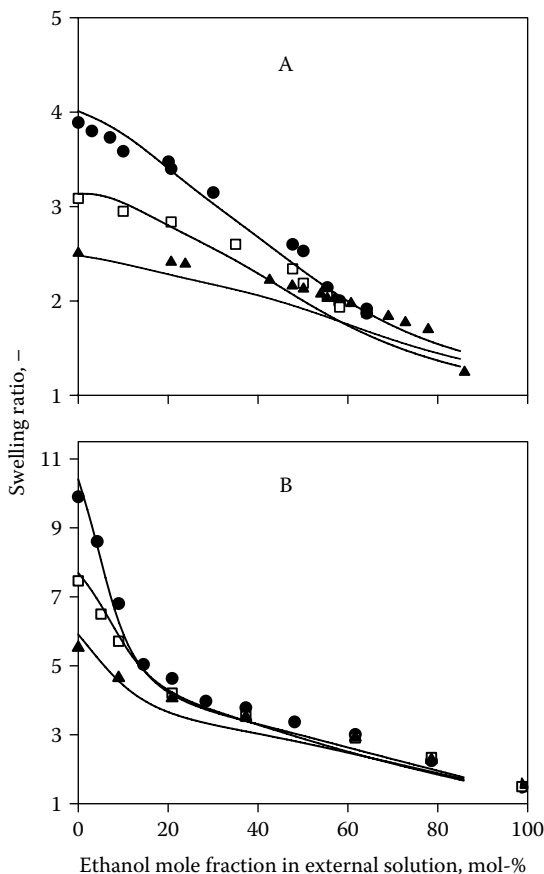 5
4
3
2
1
A
Swelling ratio, –
11
9
7
5
3
1
B
0 20 40 60 80 100
Ethanol mole fraction in external solution, mol-%